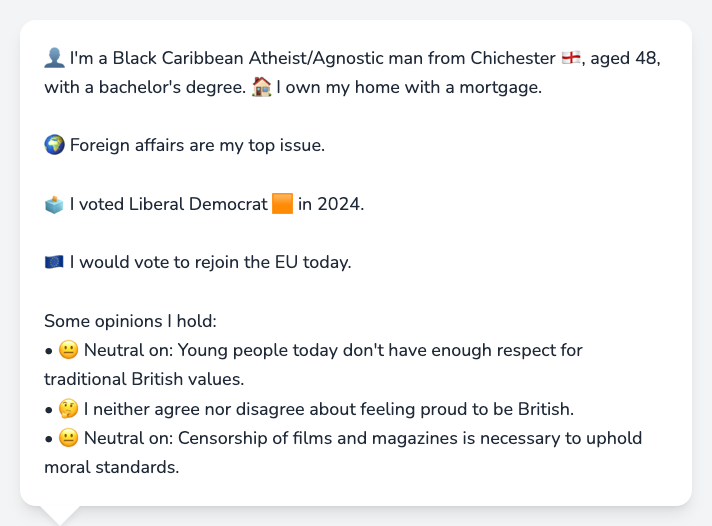 👤 I'm a Black Caribbean Atheist/Agnostic man from Chichester 🏴󠁧󠁢󠁥󠁮󠁧󠁿, aged 48,
with a bachelor's degree. 🏠 I own my home with a mortgage.
🌍 Foreign affairs are my top issue.
🗳️ I voted Liberal Democrat 🟧 in 2024.
🇪🇺 I would vote to rejoin the EU today.
Some opinions I hold:
• 😐 Neutral on: Young people today don't have enough respect for
traditional British values.
• 🤔 I neither agree nor disagree about feeling proud to be British.
• 😐 Neutral on: Censorship of films and magazines is necessary to uphold
moral standards.